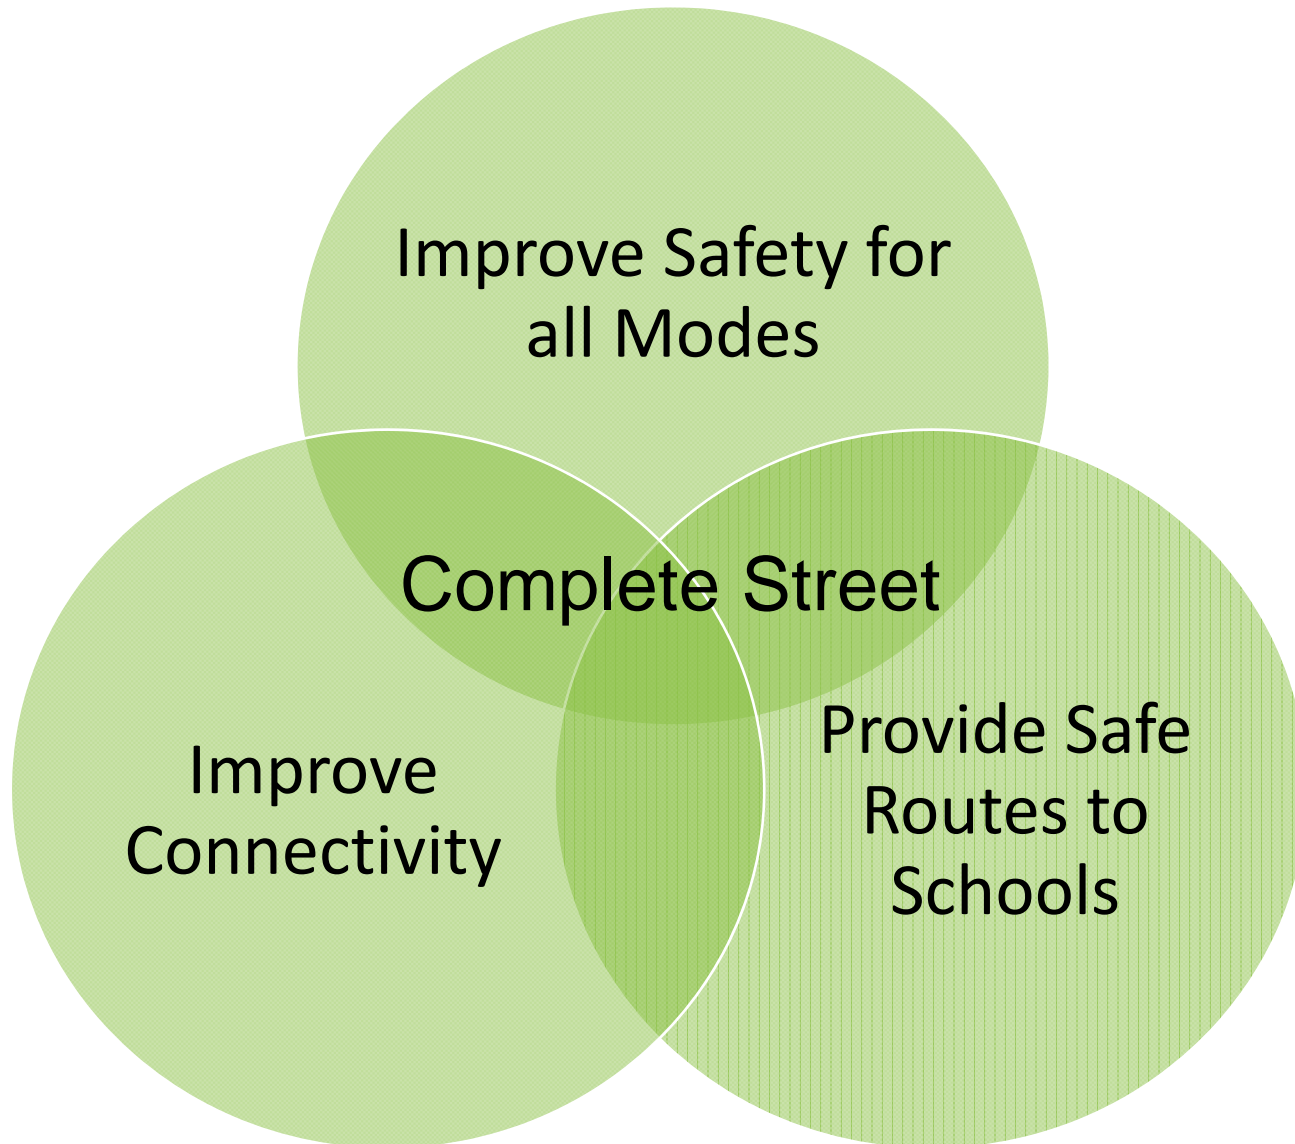 Improve Safety for
all Modes
Complete Street
Improve
Connectivity
Provide Safe
Routes to
Schools